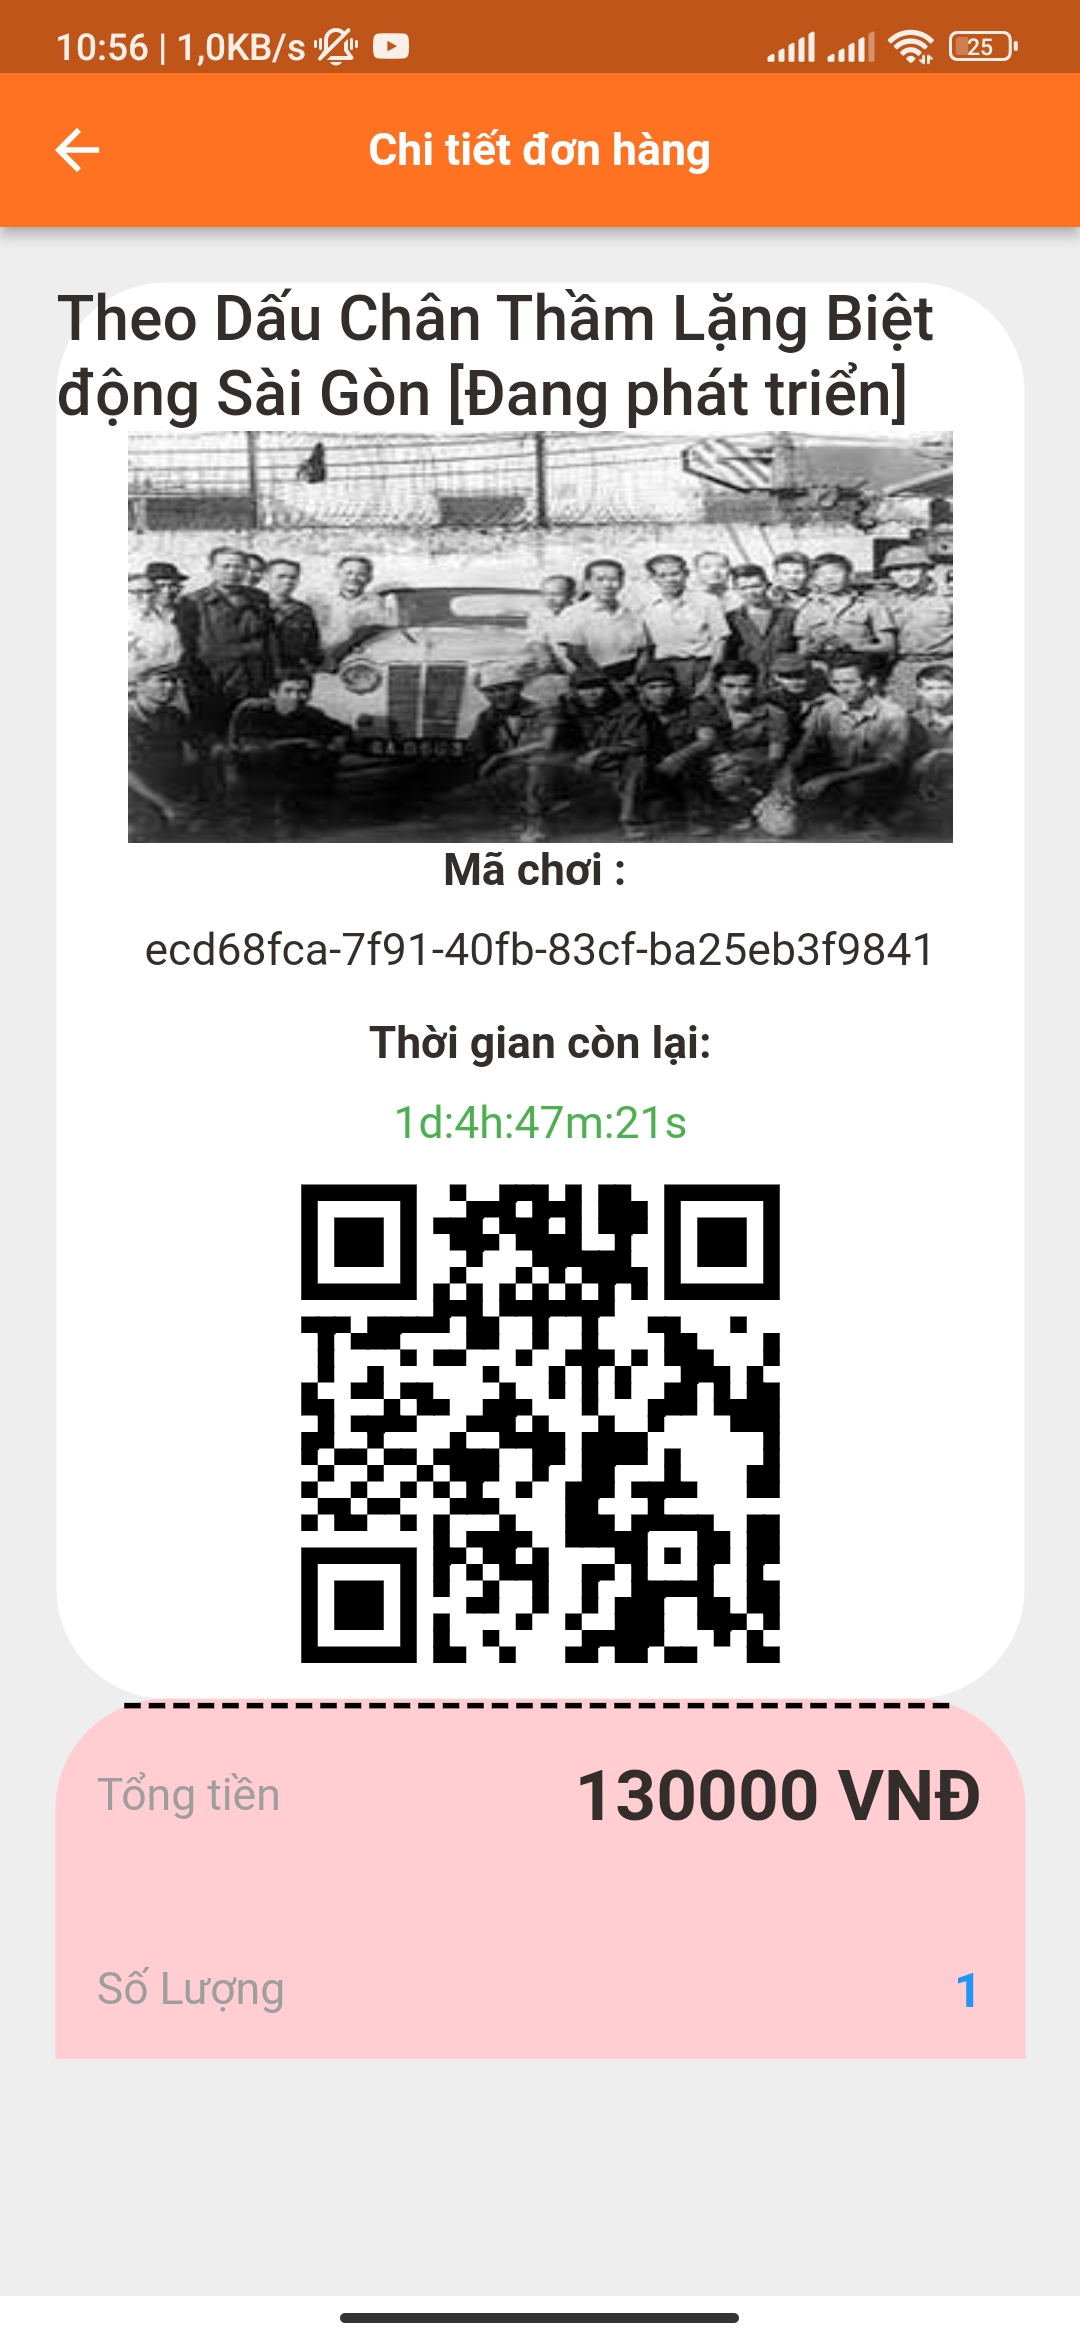 10:56 | 1,0KB/s
25
Chi tiết đơn hàng
Theo Dấu Chân Thầm Lặng Biệt
động Sài Gòn [Đang phát triển]
Mã chơi :
ecd68fca-7f91-40fb-83cf-ba25eb3f9841
Thời gian còn lại:
1d:4h:47m:21s
Tổng tiền
130000 VNĐ
Số Lượng
1